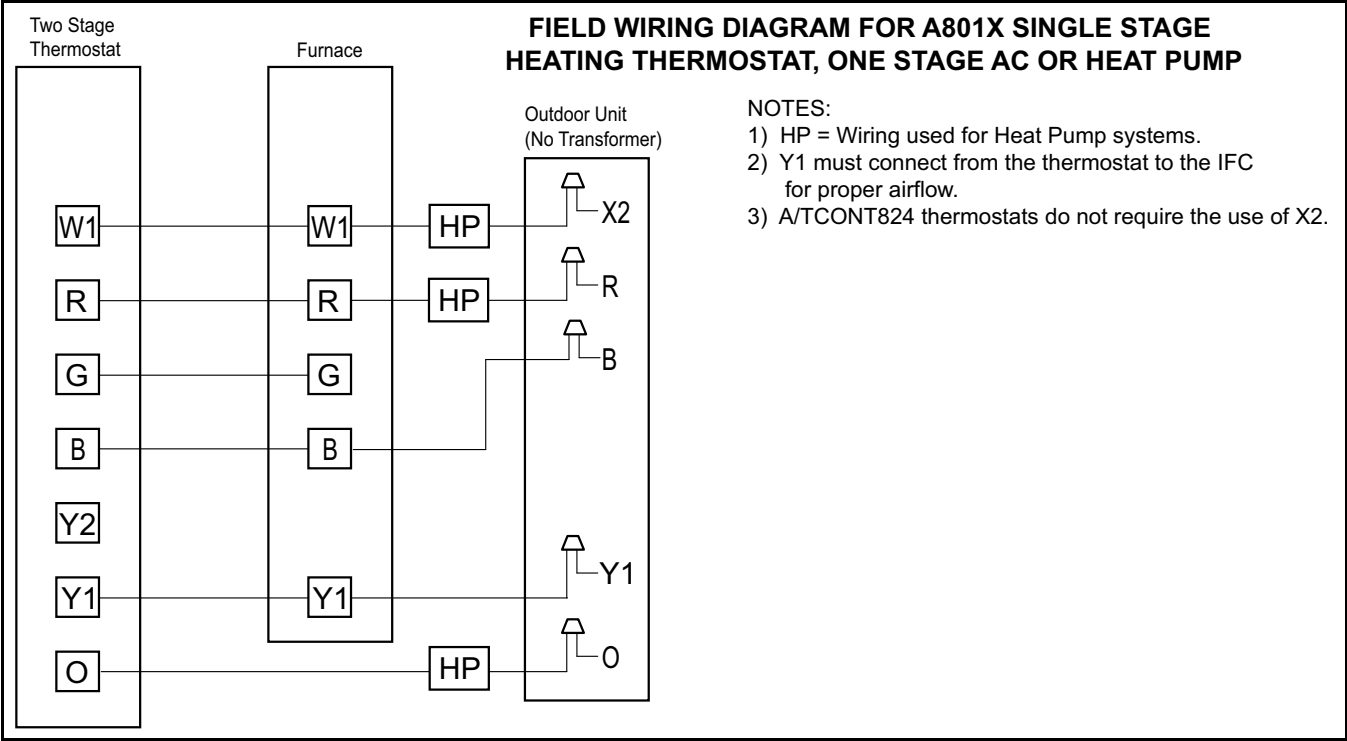 Two Stage
Thermostat
Furnace
FIELD WIRING DIAGRAM FOR A801X SINGLE STAGE
HEATING THERMOSTAT, ONE STAGE AC OR HEAT PUMP
Outdoor Unit
(No Transformer)
NOTES:
1) HP = Wiring used for Heat Pump systems.
2) Y1 must connect from the thermostat to the IFC
for proper airflow.
3) A/TCONT824 thermostats do not require the use of X2.
W1 W1 HP X2
R R HP R
G G
B B B
Y2
Y1 Y1 Y1
O HP O